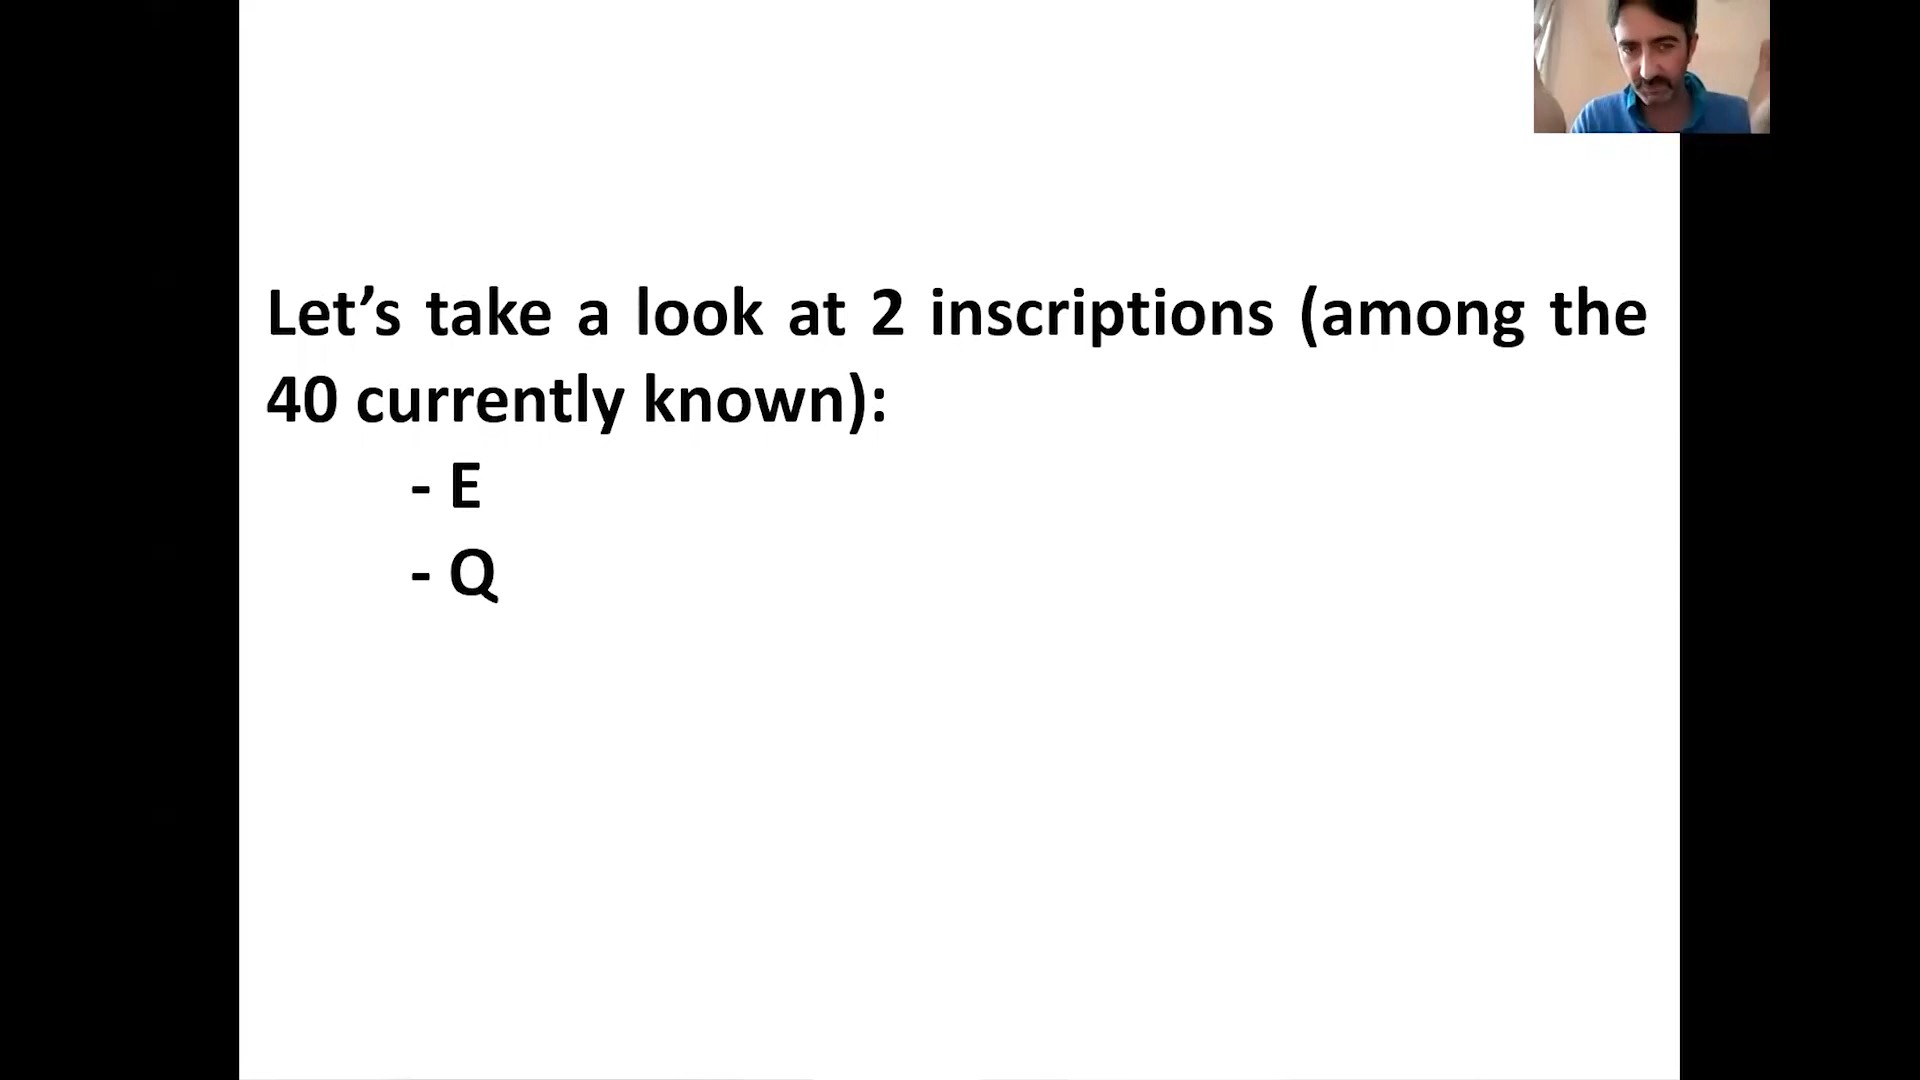 Let’s take a look at 2 inscriptions (among the
40 currently known):
- E
- Q